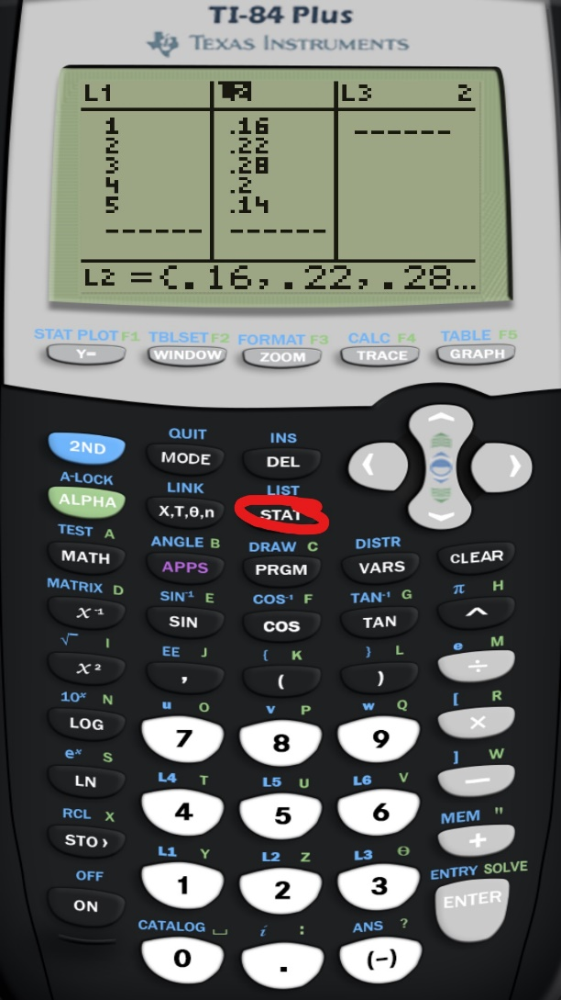 TI-84 Plus
TEXAS INSTRUMENTS
L1 L2 L3 2
1 .16 ------
2 .22
3 .28
4 .2
5 .14
------ ------
L2 ={.16,.22,.28...
STAT PLOT F1 TBLSET F2 FORMAT F3 CALC F4 TABLE F5
Y= WINDOW ZOOM TRACE GRAPH
QUIT INS
2ND MODE DEL
A-LOCK LINK LIST
ALPHA X,T,θ,n STAT
TEST A ANGLE B DRAW C DISTR
MATH APPS PRGM VARS CLEAR
MATRIX D SIN⁻¹ E COS⁻¹ F TAN⁻¹ G π H
x⁻¹ SIN COS TAN ^
√ I EE J { K } L e M
x² , ( ) ÷
10ˣ N u O v P w Q [ R
LOG 7 8 9 ×
eˣ S L4 T L5 U L6 V ] W
LN 4 5 6 −
RCL X L1 Y L2 Z L3 θ MEM "
STO › 1 2 3 +
OFF CATALOG ⎵ i : ANS ? ENTRY SOLVE
ON 0 . (−) ENTER